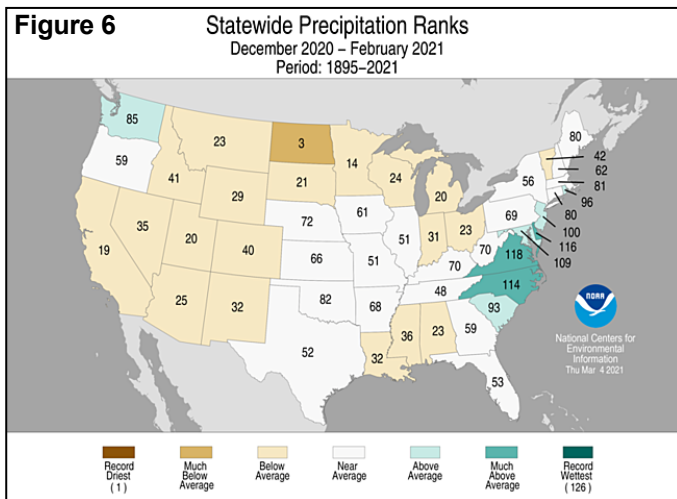 Figure 6
Statewide Precipitation Ranks
December 2020 – February 2021
Period: 1895–2021
85
59
41
23
3
14
24
20
56
80
42
62
81
96
80
100
116
109
29
21
19
35
20
40
72
61
51
31
23
69
70
118
66
51
70
114
25
32
82
68
48
93
52
32
36
23
59
53
NOAA
National Centers for
Environmental
Information
Thu Mar 4 2021
Record
Driest
( 1 )
Much
Below
Average
Below
Average
Near
Average
Above
Average
Much
Above
Average
Record
Wettest
( 126 )